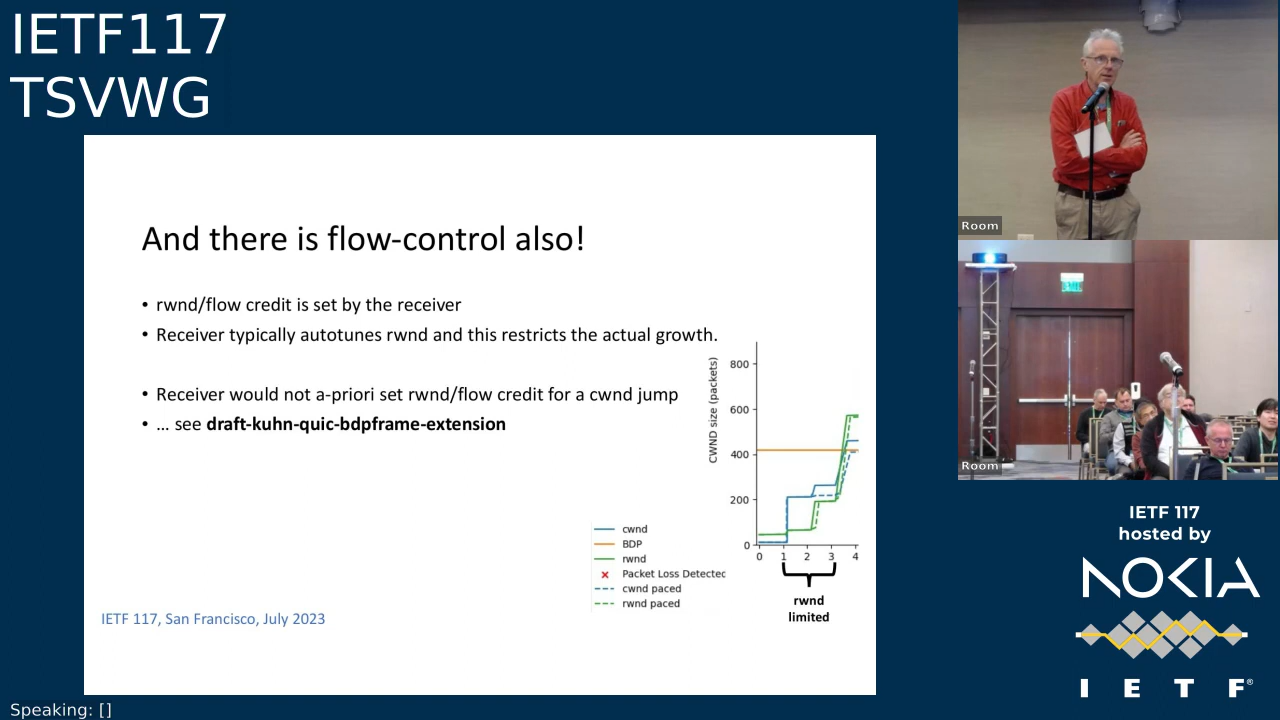 IETF117
TSVWG
And there is flow-control also!
• rwnd/flow credit is set by the receiver
• Receiver typically autotunes rwnd and this restricts the actual growth.
• Receiver would not a-priori set rwnd/flow credit for a cwnd jump
• … see draft-kuhn-quic-bdpframe-extension
CWND size (packets)
800
600
400
200
0
0 1 2 3 4
rwnd
limited
cwnd
BDP
rwnd
Packet Loss Detected
cwnd paced
rwnd paced
IETF 117, San Francisco, July 2023
Speaking: []
Room
Room
IETF 117
hosted by
NOKIA
I E T F®